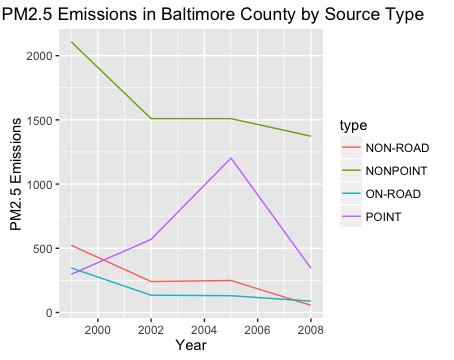 PM2.5 Emissions in Baltimore County by Source Type
PM2.5 Emissions
2000
1500
1000
500
0
2000 2002 2004 2006 2008
Year
type
NON-ROAD
NONPOINT
ON-ROAD
POINT